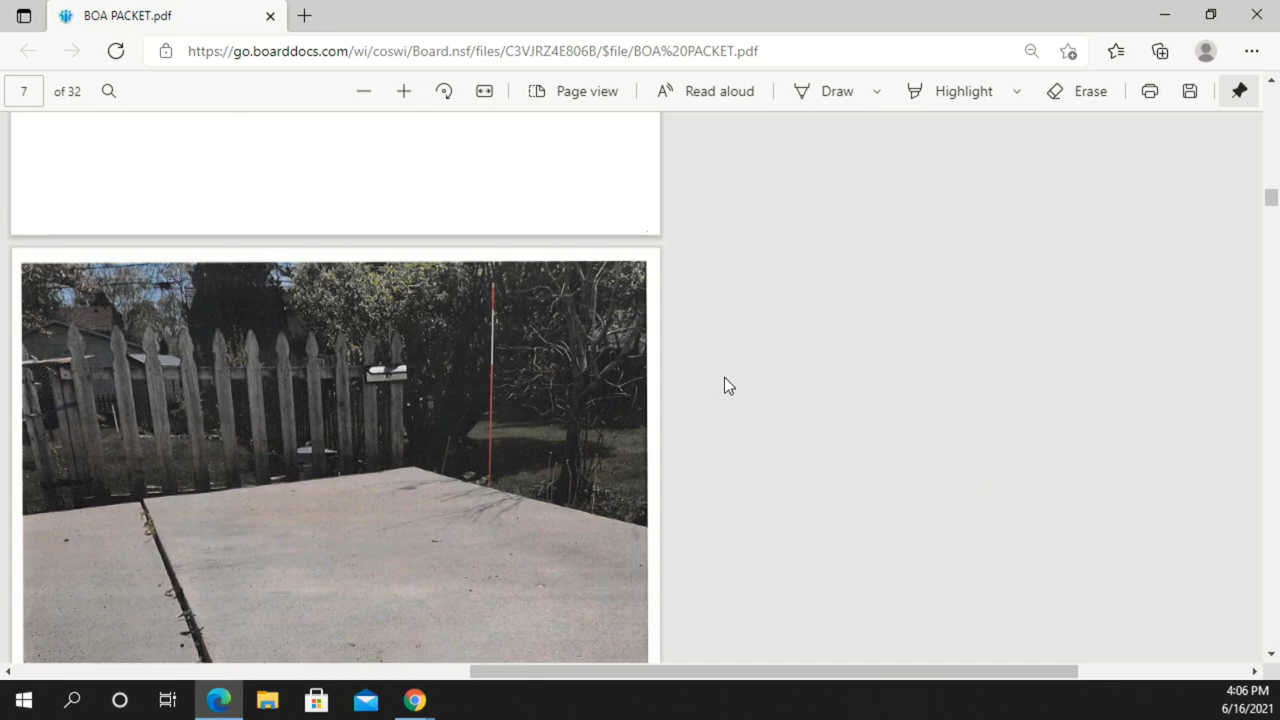 BOA PACKET.pdf
https://go.boarddocs.com/wi/coswi/Board.nsf/files/C3VJRZ4E806B/$file/BOA%20PACKET.pdf
7 of 32
Page view
Read aloud
Draw
Highlight
Erase
4:06 PM
6/16/2021